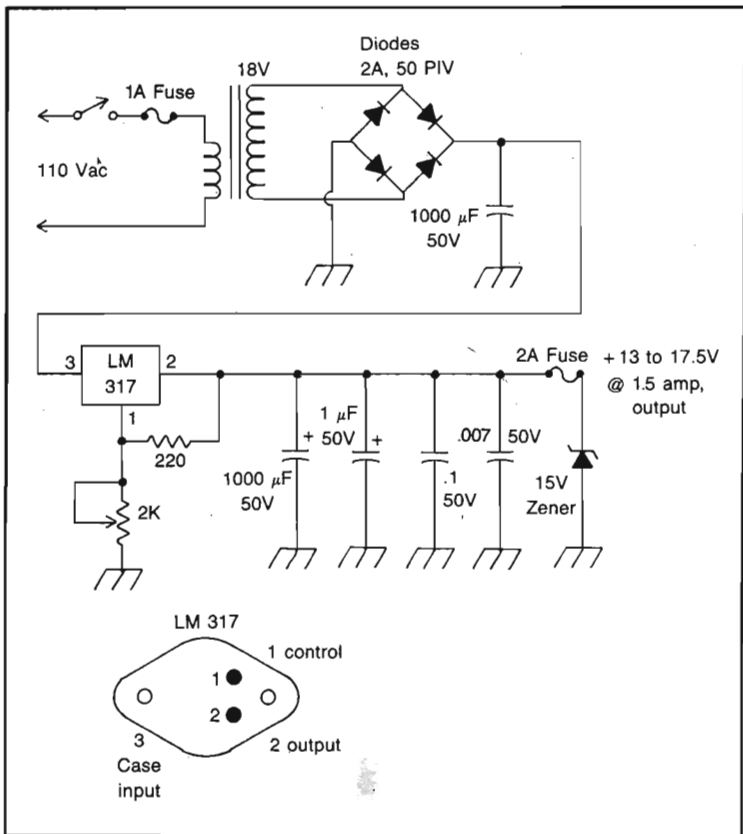 Diodes
2A, 50 PIV
18V
1A Fuse
110 Vac
1000 µF
50V
3
LM
317
2
1
220
2K
1000 µF
50V
+
1 µF
50V
+
.1
50V
.007 50V
2A Fuse
+13 to 17.5V
@ 1.5 amp,
output
15V
Zener
LM 317
1 control
1
2
3
Case
input
2 output